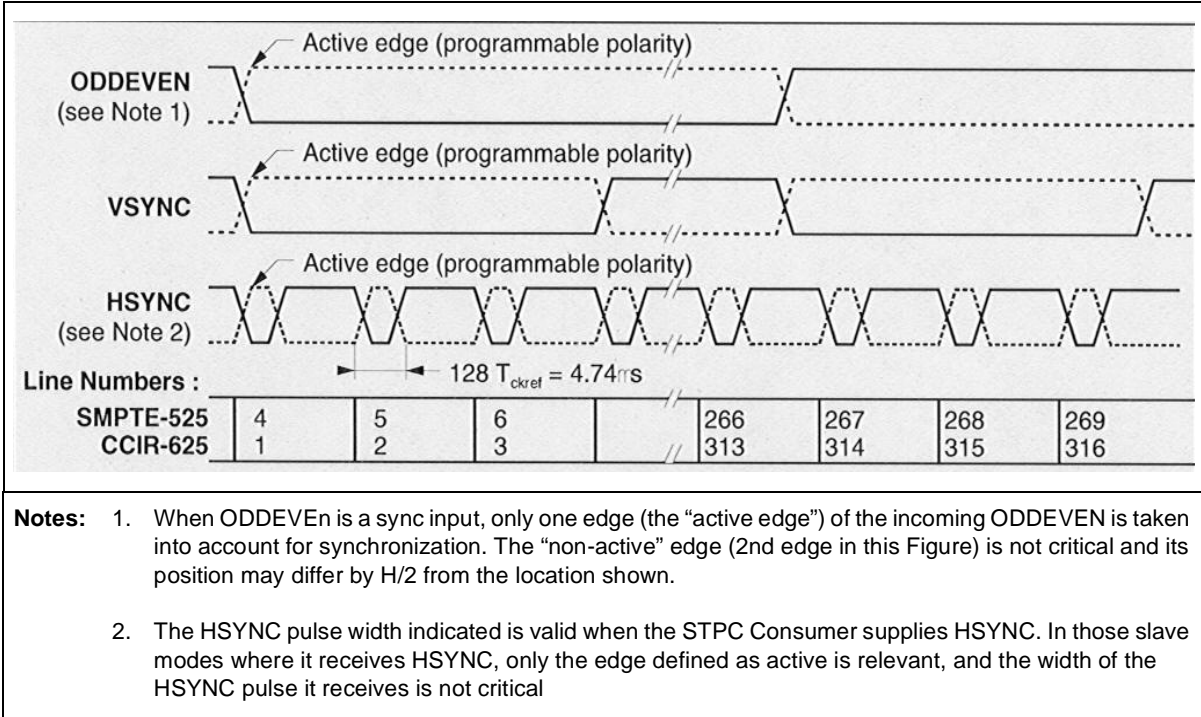 Active edge (programmable polarity)
ODDEVEN
(see Note 1)
Active edge (programmable polarity)
VSYNC
Active edge (programmable polarity)
HSYNC
(see Note 2)
128 Tckref = 4.74
Line Numbers :
SMPTE-525 4 5 6 266 267 268 269
CCIR-625 1 2 3 313 314 315 316
Notes: 1. When ODDEVEn is a sync input, only one edge (the “active edge”) of the incoming ODDEVEN is taken
into account for synchronization. The “non-active” edge (2nd edge in this Figure) is not critical and its
position may differ by H/2 from the location shown.
2. The HSYNC pulse width indicated is valid when the STPC Consumer supplies HSYNC. In those slave
modes where it receives HSYNC, only the edge defined as active is relevant, and the width of the
HSYNC pulse it receives is not critical